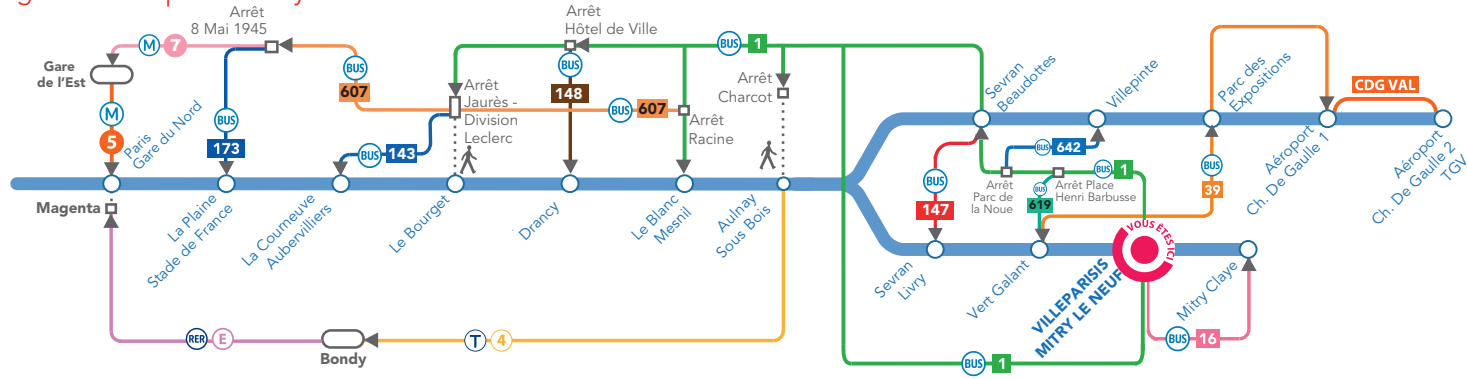 Arrêt
8 Mai 1945
M 7
Gare
de l'Est
M
5
Paris
Gare du Nord
Magenta
BUS
173
La Plaine
Stade de France
BUS
607
BUS 143
La Courneuve
Aubervilliers
Arrêt
Jaurès -
Division
Leclerc
Le Bourget
Arrêt
Hôtel de Ville
BUS
148
Drancy
BUS 607
Arrêt
Racine
Le Blanc
Mesnil
BUS 1
Arrêt
Charcot
Aulnay
Sous Bois
RER E
Bondy
T 4
Sevran
Beaudottes
Villepinte
Parc des
Expositions
CDG VAL
Aéroport
Ch. De Gaulle 1
Aéroport
Ch. De Gaulle 2
TGV
BUS
147
BUS 642
Arrêt
Parc de
la Noue
BUS
619
Arrêt Place
Henri Barbusse
BUS 1
BUS
39
Sevran
Livry
Vert Galant
VOUS ÊTES ICI
VILLEPARISIS
MITRY LE NEUF
Mitry Claye
BUS 16
BUS 1